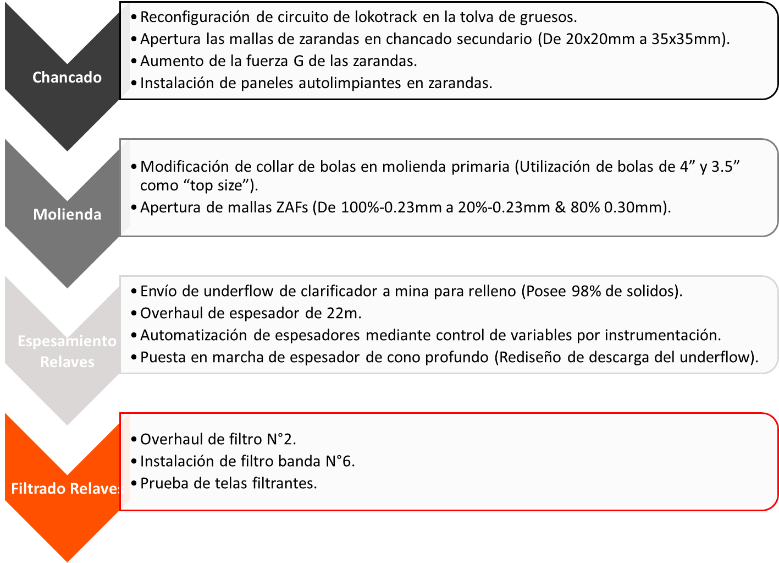 Chancado
• Reconfiguración de circuito de lokotrack en la tolva de gruesos.
• Apertura las mallas de zarandas en chancado secundario (De 20x20mm a 35x35mm).
• Aumento de la fuerza G de las zarandas.
• Instalación de paneles autolimpiantes en zarandas.
Molienda
• Modificación de collar de bolas en molienda primaria (Utilización de bolas de 4” y 3.5”
como “top size”).
• Apertura de mallas ZAFs (De 100%-0.23mm a 20%-0.23mm & 80% 0.30mm).
Espesamiento
Relaves
• Envío de underflow de clarificador a mina para relleno (Posee 98% de solidos).
• Overhaul de espesador de 22m.
• Automatización de espesadores mediante control de variables por instrumentación.
• Puesta en marcha de espesador de cono profundo (Rediseño de descarga del underflow).
Filtrado Relaves
• Overhaul de filtro N°2.
• Instalación de filtro banda N°6.
• Prueba de telas filtrantes.